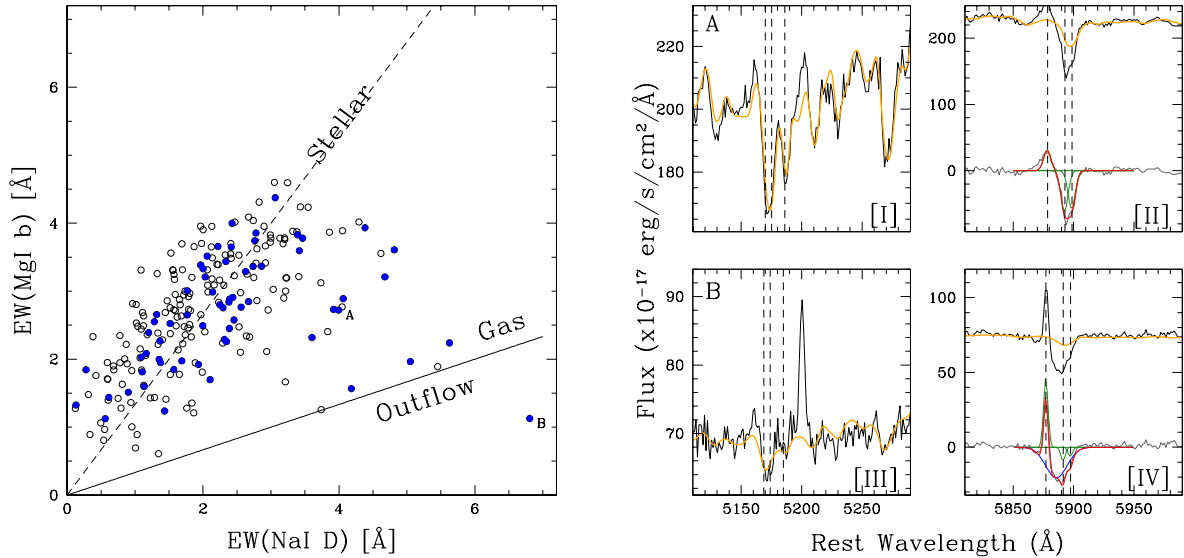 EW(MgI b) [Å]
8
6
4
2
0
0
2
4
6
EW(NaI D) [Å]
Stellar
Gas
Outflow
A
B
Flux (x10⁻¹⁷ erg/s/cm²/Å)
A
220
200
180
[I]
200
100
0
[II]
B
90
80
70
[III]
5150
5200
5250
100
50
0
[IV]
5850
5900
5950
Rest Wavelength (Å)